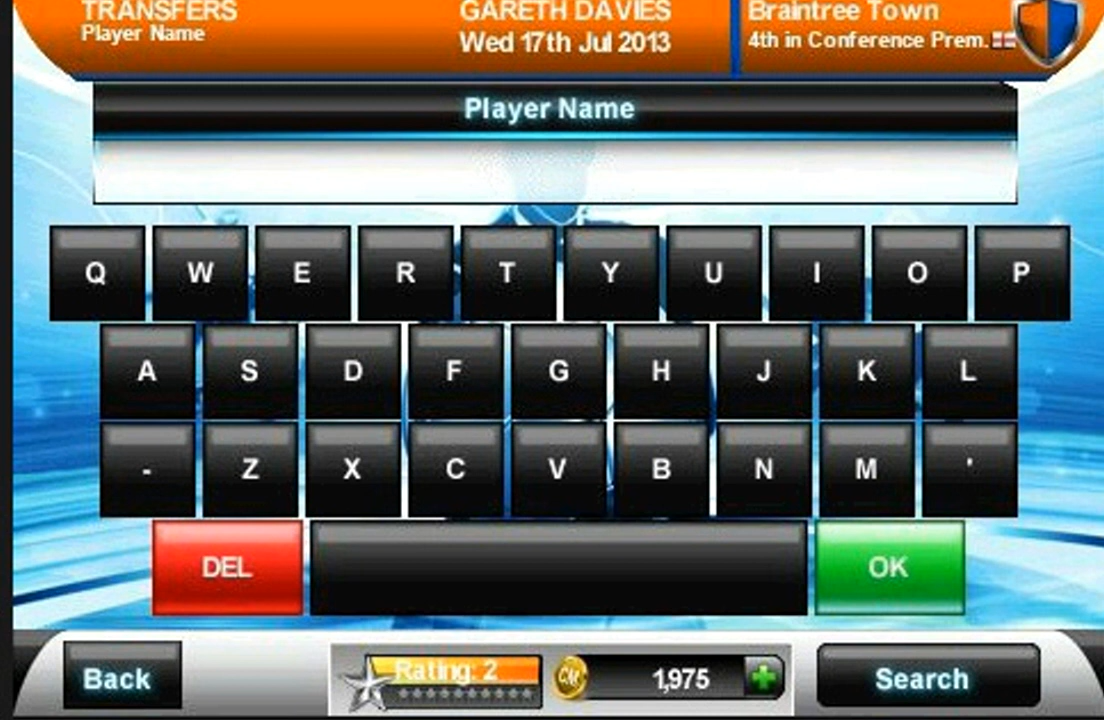 TRANSFERS
Player Name
GARETH DAVIES
Wed 17th Jul 2013
Braintree Town
4th in Conference Prem.
Player Name
Q W E R T Y U I O P
A S D F G H J K L
- Z X C V B N M '
DEL OK
Back
Rating: 2
CM
1,975
Search